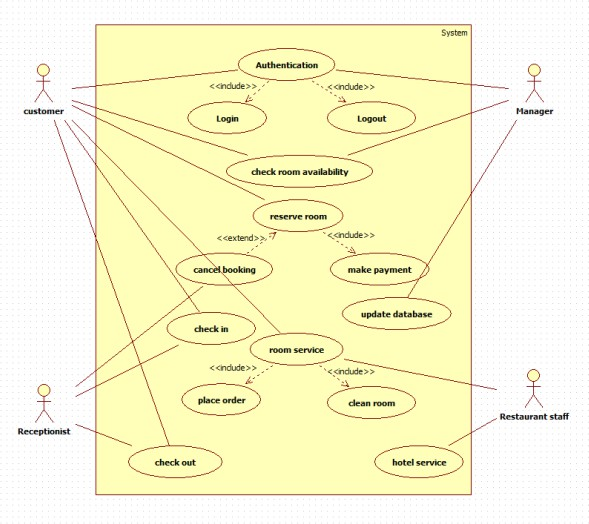 System
Authentication
<<include>>
<<include>>
customer
Login
Logout
Manager
check room availability
reserve room
<<extend>>
<<include>>
cancel booking
make payment
update database
check in
room service
<<include>>
<<include>>
place order
clean room
Receptionist
Restaurant staff
check out
hotel service